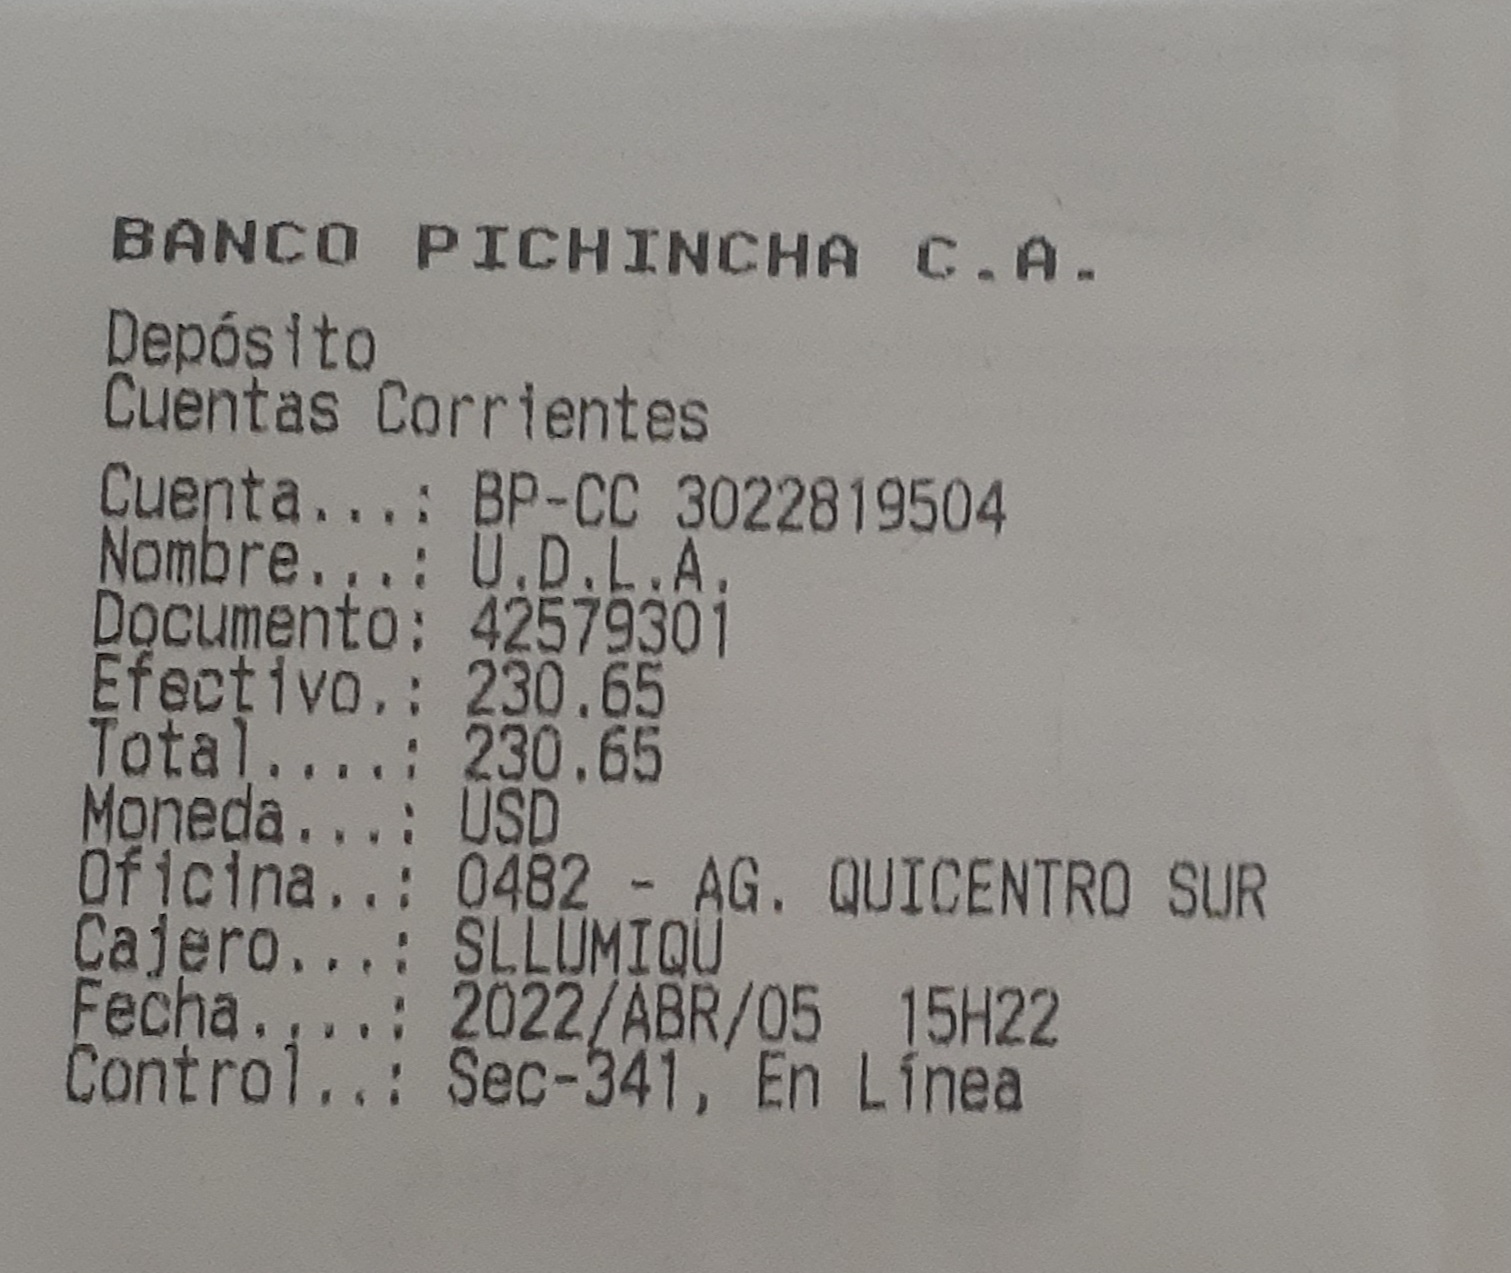 BANCO PICHINCHA C.A.
Depósito
Cuentas Corrientes
Cuenta...: BP-CC 3022819504
Nombre...: U.D.L.A.
Documento: 42579301
Efectivo.: 230.65
Total....: 230.65
Moneda...: USD
Oficina..: 0482 - AG. QUICENTRO SUR
Cajero...: SLLUMIQU
Fecha....: 2022/ABR/05  15H22
Control..: Sec-341, En Línea